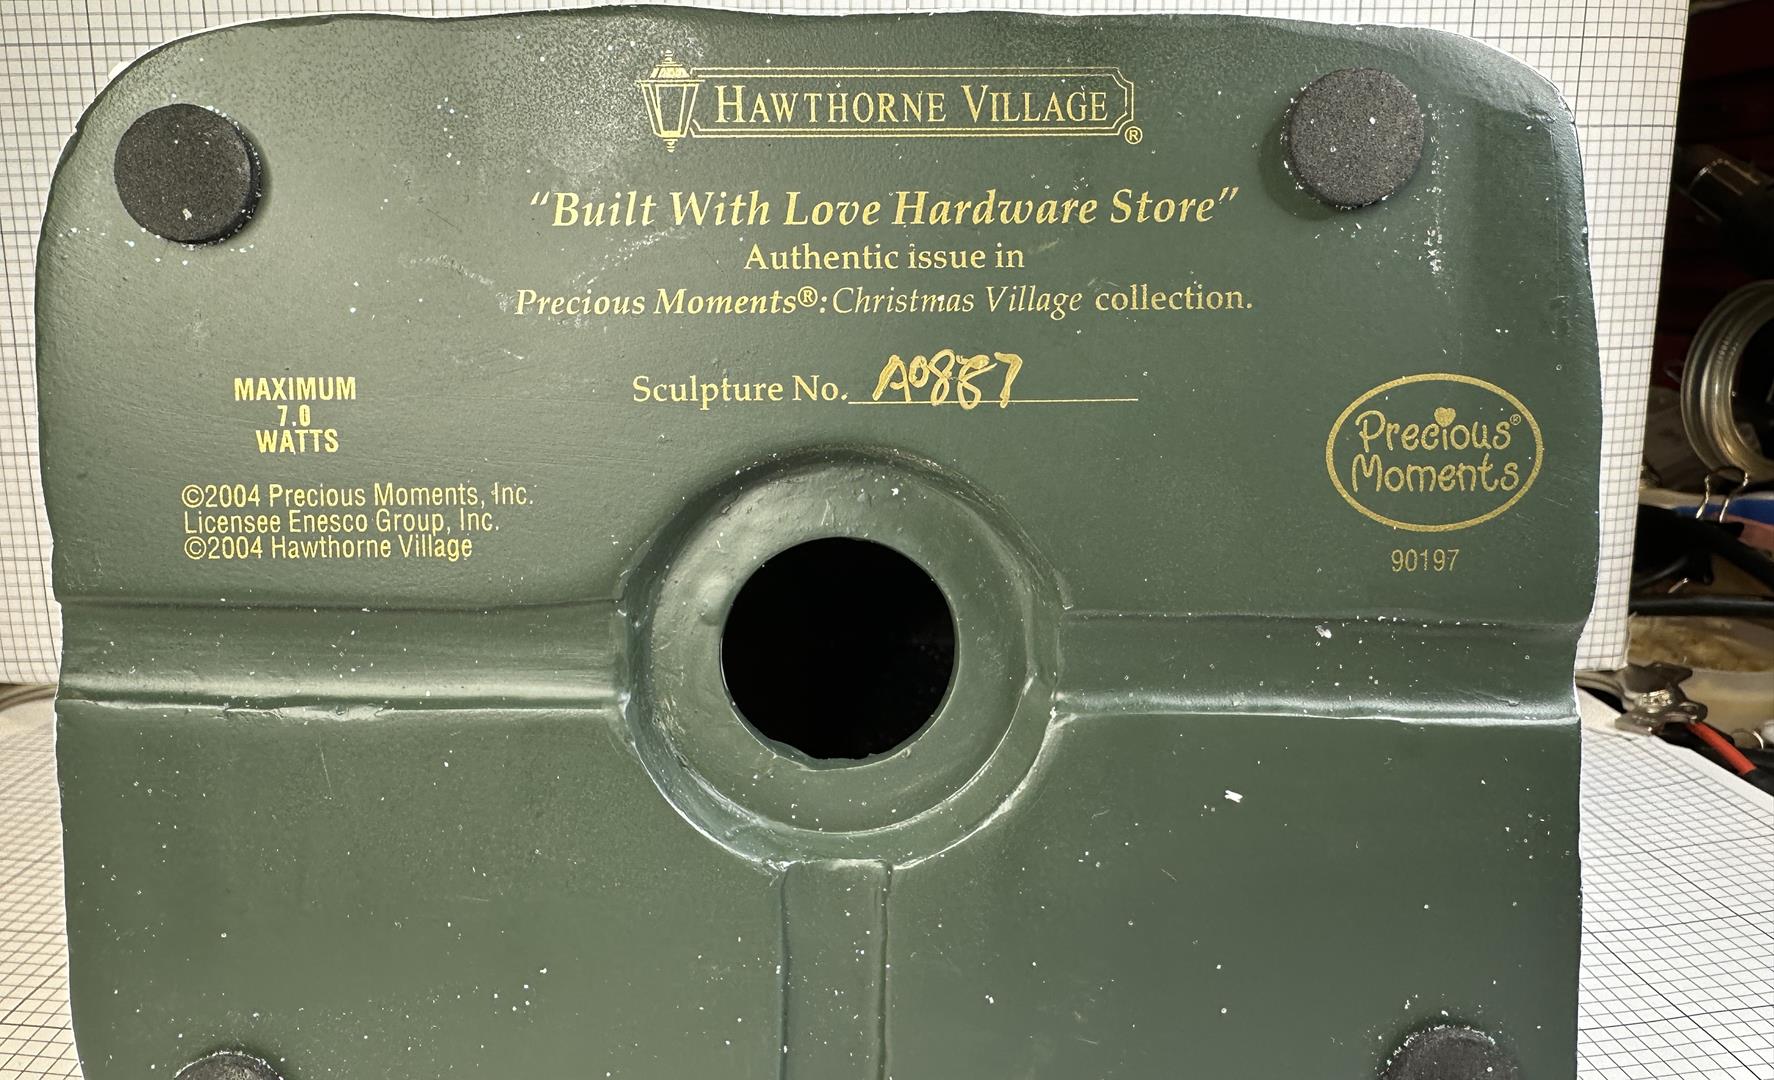 HAWTHORNE VILLAGE®
“Built With Love Hardware Store”
Authentic issue in
Precious Moments®: Christmas Village collection.
Sculpture No. A0887
MAXIMUM
7.0
WATTS
©2004 Precious Moments, Inc.
Licensee Enesco Group, Inc.
©2004 Hawthorne Village
Precious®
Moments
90197